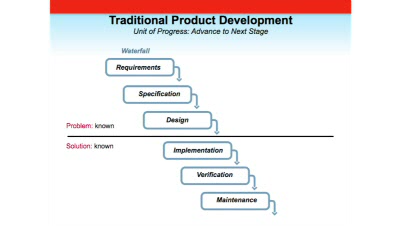 Traditional Product Development
Unit of Progress: Advance to Next Stage
Waterfall
Requirements
Specification
Design
Problem: known
Solution: known
Implementation
Verification
Maintenance